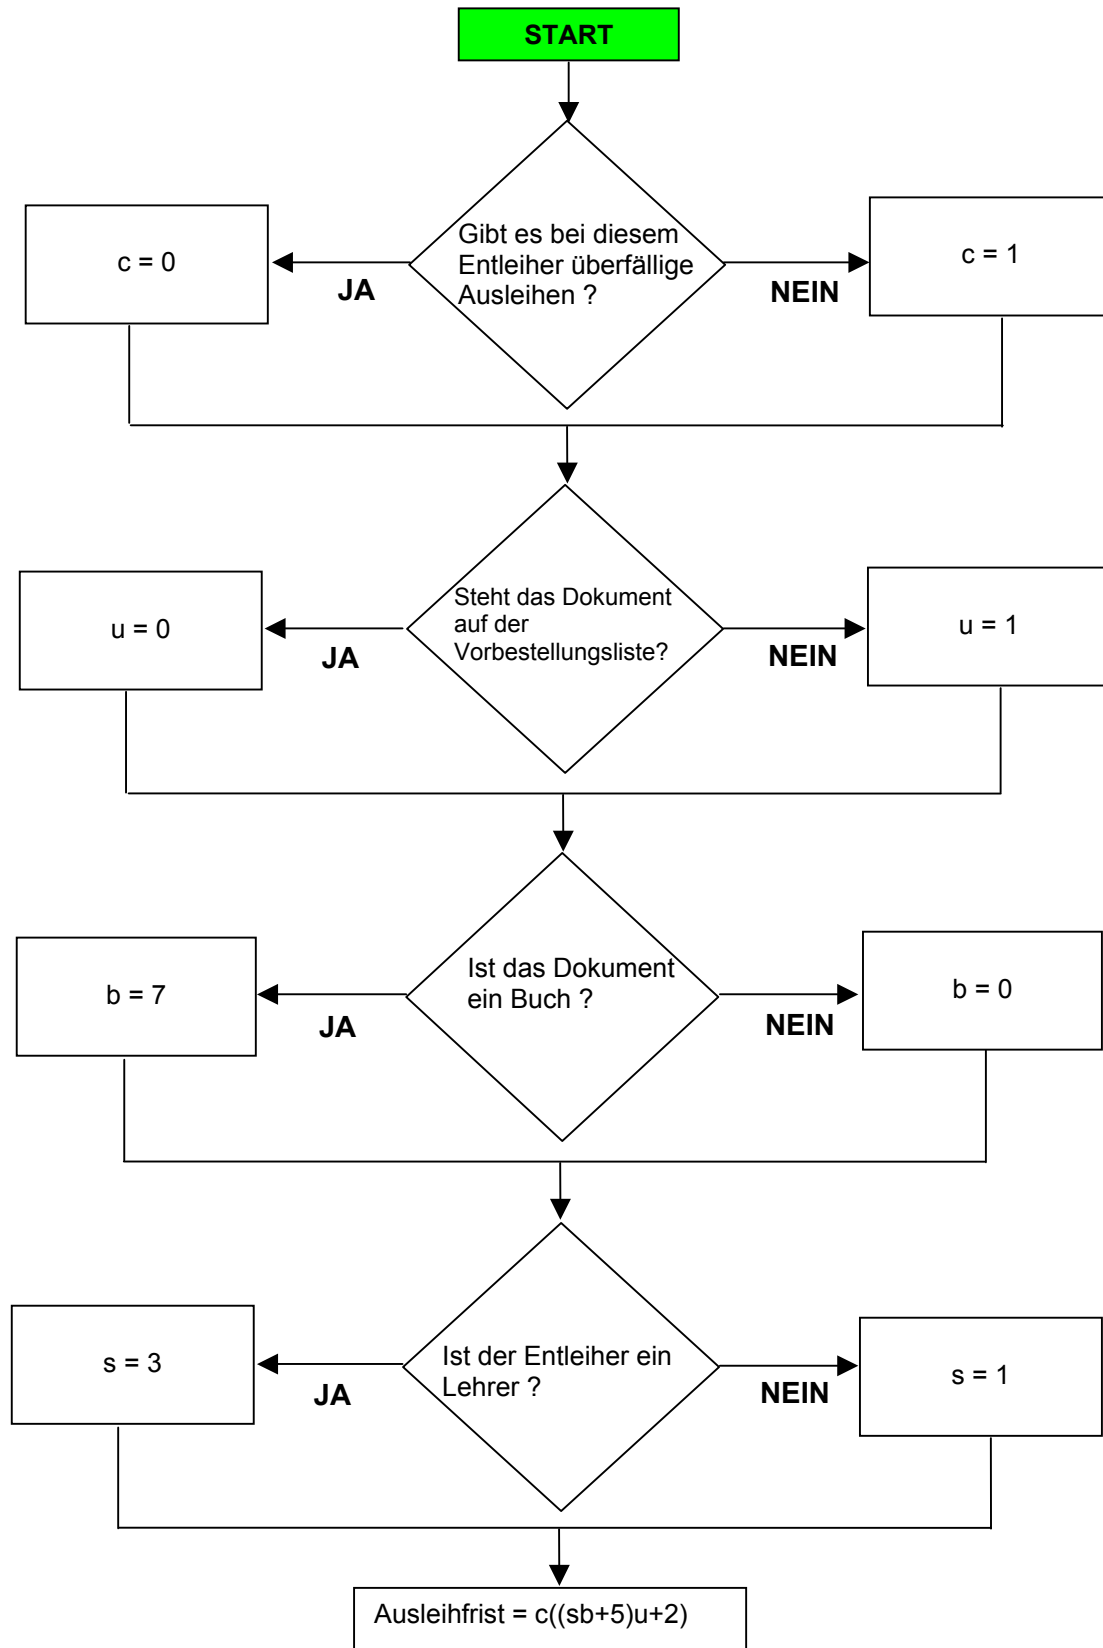 START
Gibt es bei diesem
Entleiher überfällige
Ausleihen ?
c = 0
JA
NEIN
c = 1
Steht das Dokument
auf der
Vorbestellungsliste?
u = 0
JA
NEIN
u = 1
Ist das Dokument
ein Buch ?
b = 7
JA
NEIN
b = 0
Ist der Entleiher ein
Lehrer ?
s = 3
JA
NEIN
s = 1
Ausleihfrist = c((sb+5)u+2)